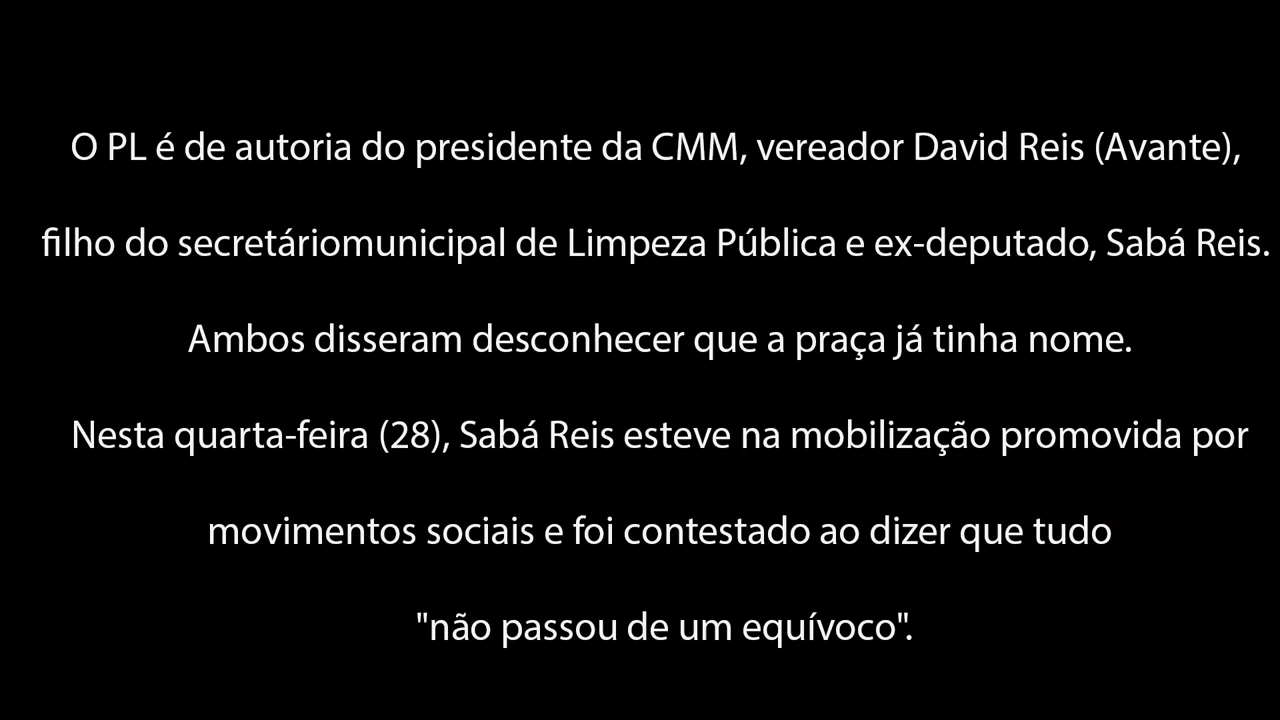 O PL é de autoria do presidente da CMM, vereador David Reis (Avante),
filho do secretáriomunicipal de Limpeza Pública e ex-deputado, Sabá Reis.
Ambos disseram desconhecer que a praça já tinha nome.
Nesta quarta-feira (28), Sabá Reis esteve na mobilização promovida por
movimentos sociais e foi contestado ao dizer que tudo
"não passou de um equívoco".